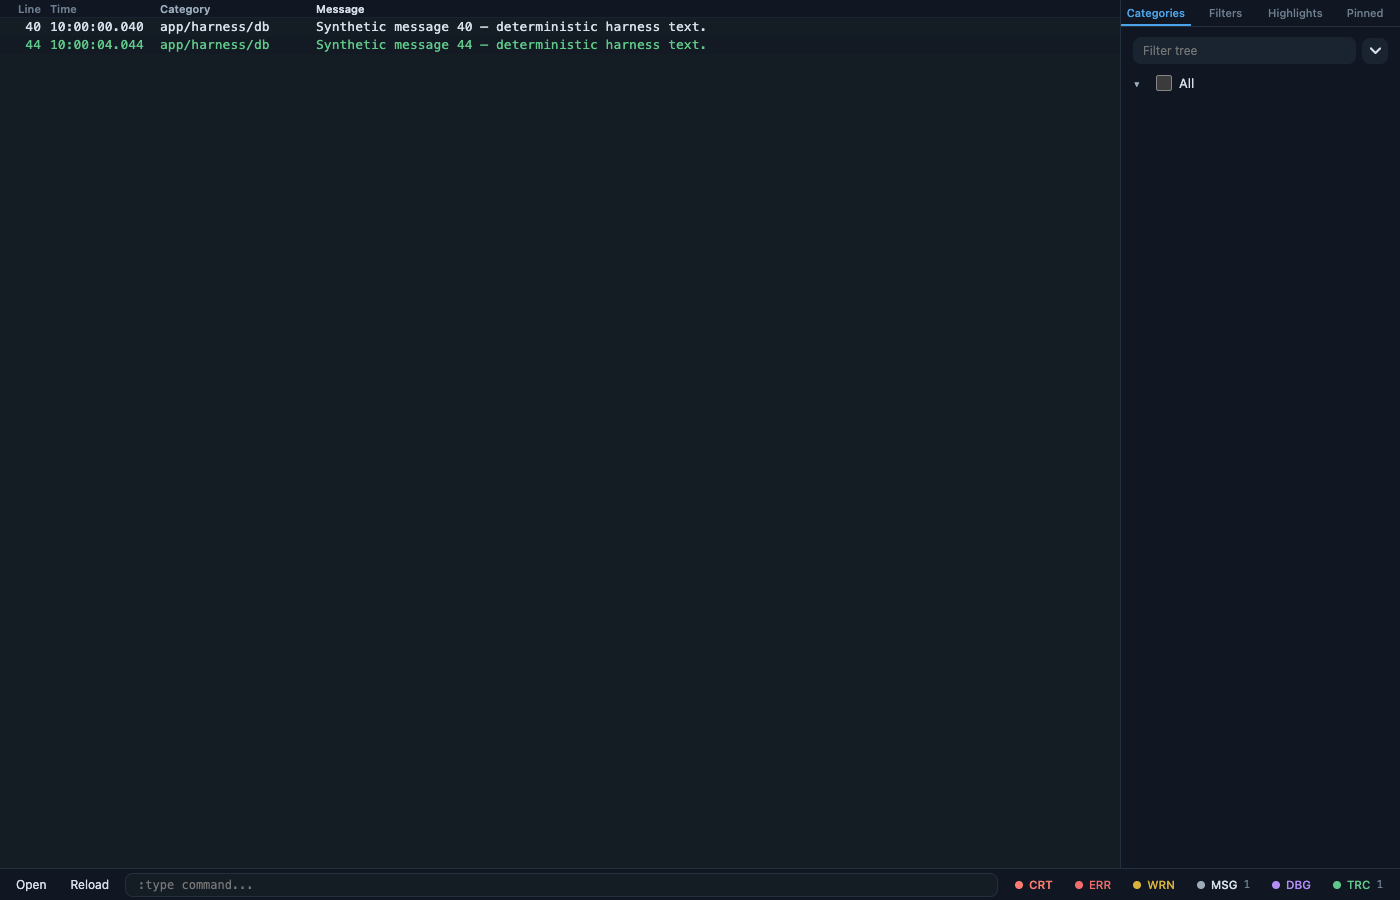 Line Time Category Message
40 10:00:00.040 app/harness/db Synthetic message 40 — deterministic harness text.
44 10:00:04.044 app/harness/db Synthetic message 44 — deterministic harness text.
Categories Filters Highlights Pinned
Filter tree
All
Open Reload :type command... CRT ERR WRN MSG 1 DBG TRC 1